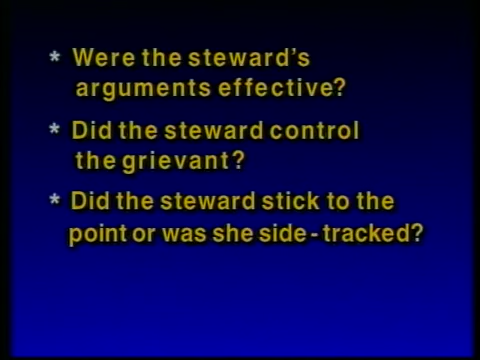 * Were the steward's
arguments effective?
* Did the steward control
the grievant?
* Did the steward stick to the
point or was she side-tracked?